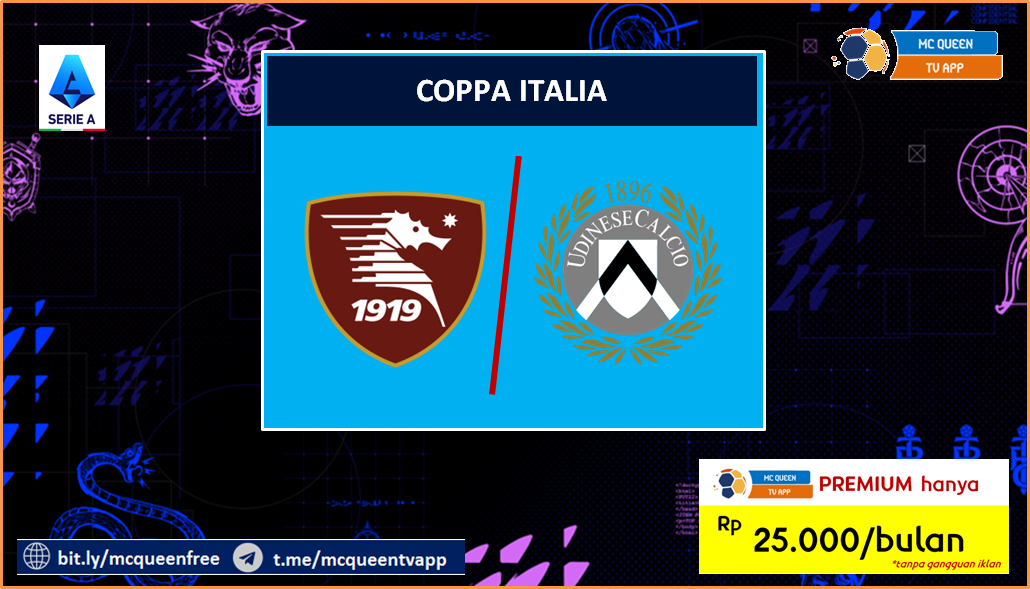 SERIE A
COPPA ITALIA
MC QUEEN
TV APP
1919
1896
UDINESE CALCIO
MC QUEEN
TV APP
PREMIUM hanya
Rp 25.000/bulan
*tanpa gangguan iklan
bit.ly/mcqueenfree
t.me/mcqueentvapp